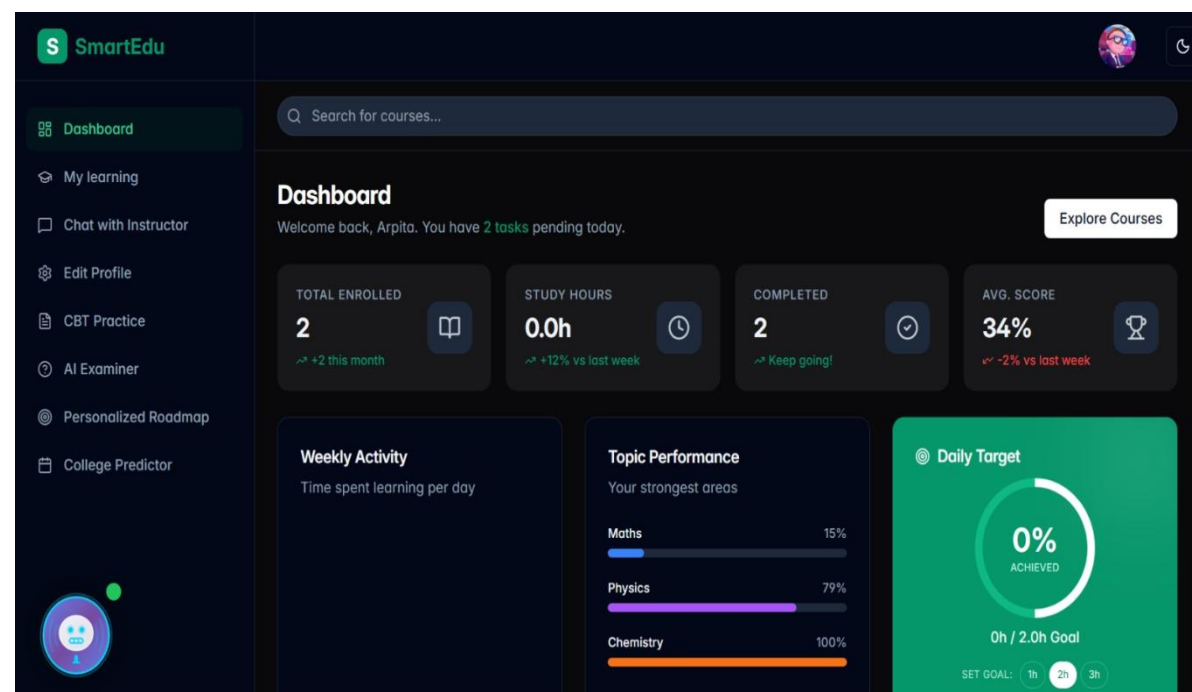 S SmartEdu
Search for courses...
Dashboard
My learning
Chat with Instructor
Edit Profile
CBT Practice
AI Examiner
Personalized Roadmap
College Predictor
Dashboard
Welcome back, Arpita. You have 2 tasks pending today.
Explore Courses
TOTAL ENROLLED
2
+2 this month
STUDY HOURS
0.0h
+12% vs last week
COMPLETED
2
Keep going!
AVG. SCORE
34%
-2% vs last week
Weekly Activity
Time spent learning per day
Topic Performance
Your strongest areas
Maths 15%
Physics 79%
Chemistry 100%
Daily Target
0%
ACHIEVED
0h / 2.0h Goal
SET GOAL: 1h 2h 3h